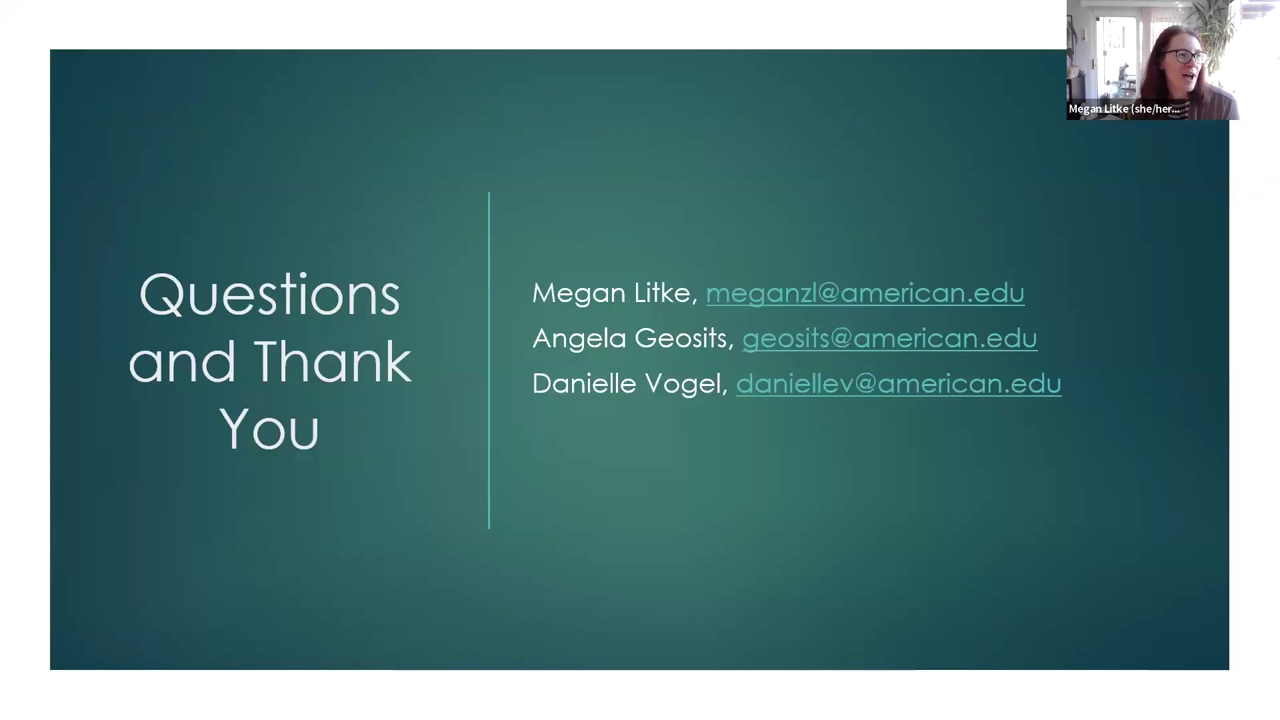 Megan Litke (she/her...
Questions
and Thank
You
Megan Litke, meganzl@american.edu
Angela Geosits, geosits@american.edu
Danielle Vogel, daniellev@american.edu